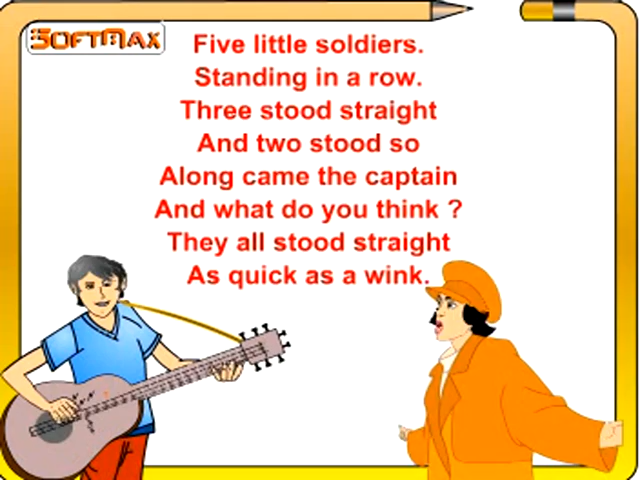 SOFTMAX
Five little soldiers.
Standing in a row.
Three stood straight
And two stood so
Along came the captain
And what do you think ?
They all stood straight
As quick as a wink.